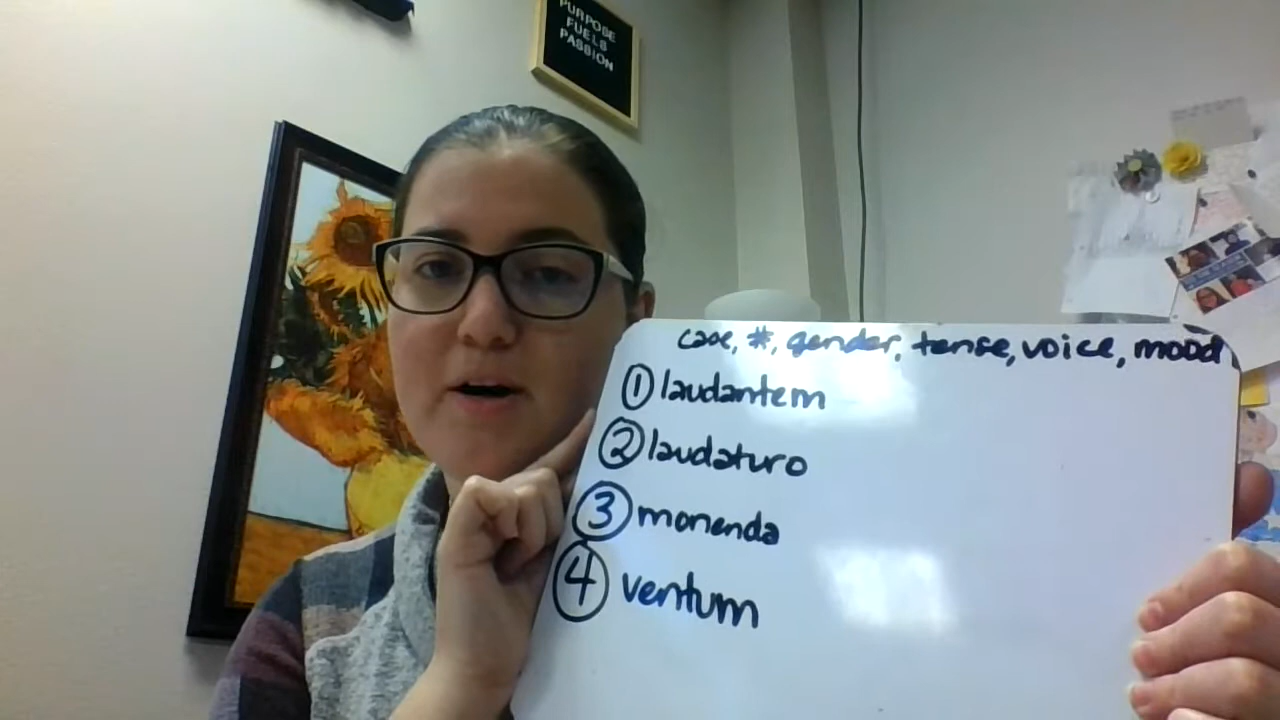 PURPOSE
FUELS
PASSION
case, #, gender, tense, voice, mood
① laudantem
② laudaturo
③ monenda
④ ventum